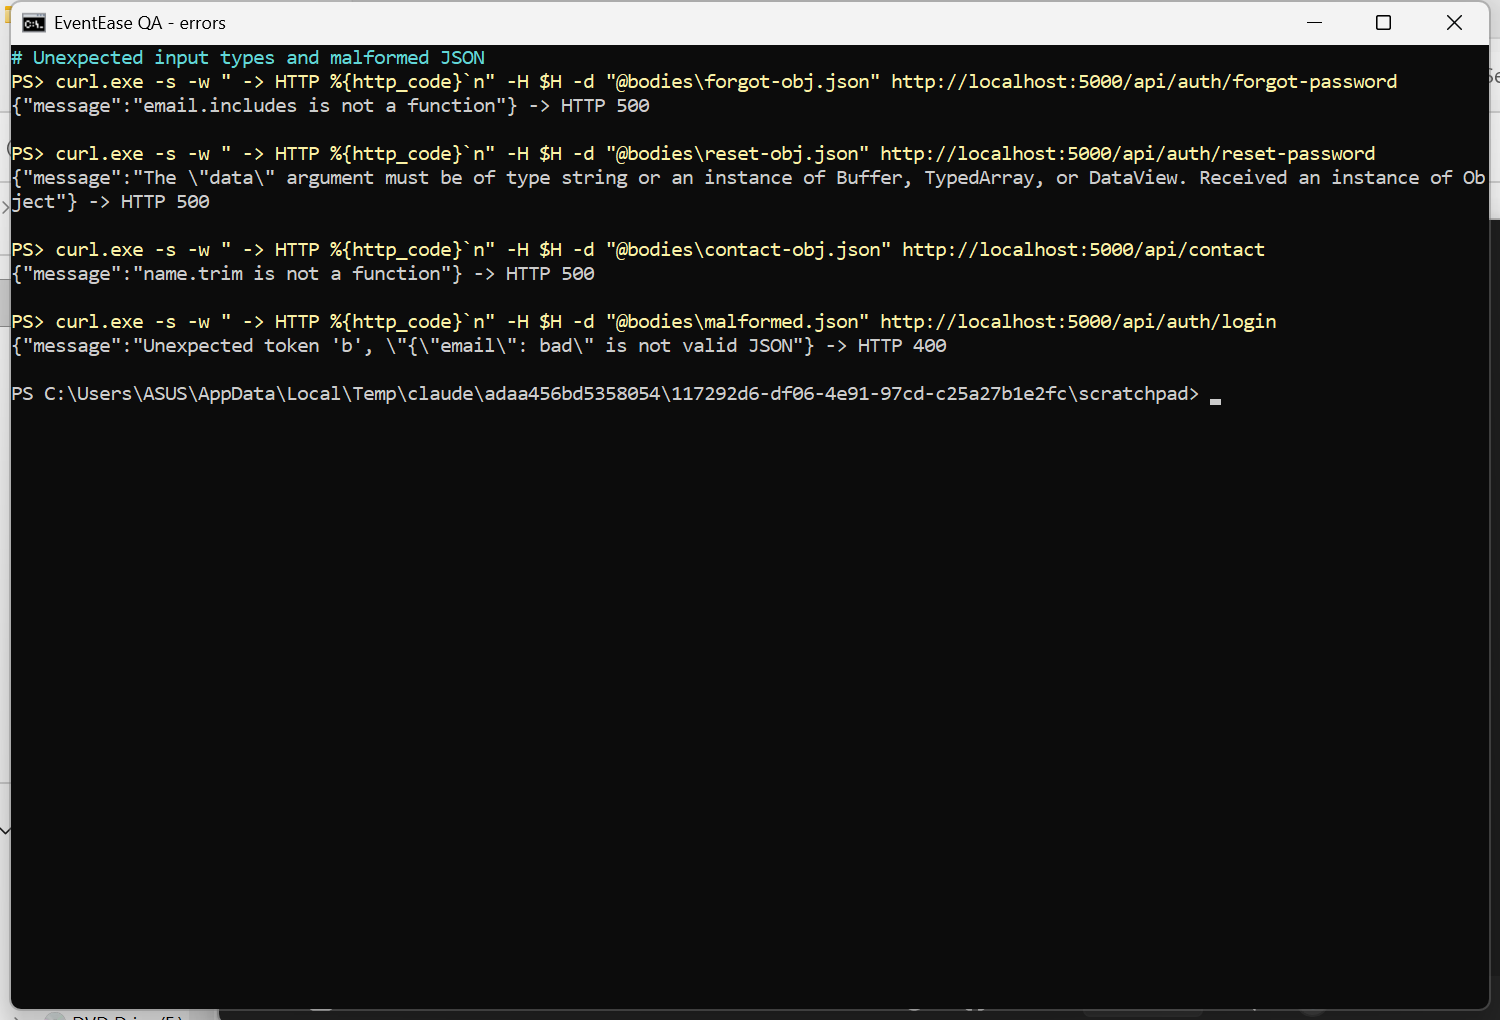 EventEase QA - errors
# Unexpected input types and malformed JSON
PS> curl.exe -s -w " -> HTTP %{http_code}`n" -H $H -d "@bodies\forgot-obj.json" http://localhost:5000/api/auth/forgot-password
{"message":"email.includes is not a function"} -> HTTP 500
PS> curl.exe -s -w " -> HTTP %{http_code}`n" -H $H -d "@bodies\reset-obj.json" http://localhost:5000/api/auth/reset-password
{"message":"The \"data\" argument must be of type string or an instance of Buffer, TypedArray, or DataView. Received an instance of Ob
ject"} -> HTTP 500
PS> curl.exe -s -w " -> HTTP %{http_code}`n" -H $H -d "@bodies\contact-obj.json" http://localhost:5000/api/contact
{"message":"name.trim is not a function"} -> HTTP 500
PS> curl.exe -s -w " -> HTTP %{http_code}`n" -H $H -d "@bodies\malformed.json" http://localhost:5000/api/auth/login
{"message":"Unexpected token 'b', \"{\"email\": bad\" is not valid JSON"} -> HTTP 400
PS C:\Users\ASUS\AppData\Local\Temp\claude\adaa456bd5358054\117292d6-df06-4e91-97cd-c25a27b1e2fc\scratchpad>